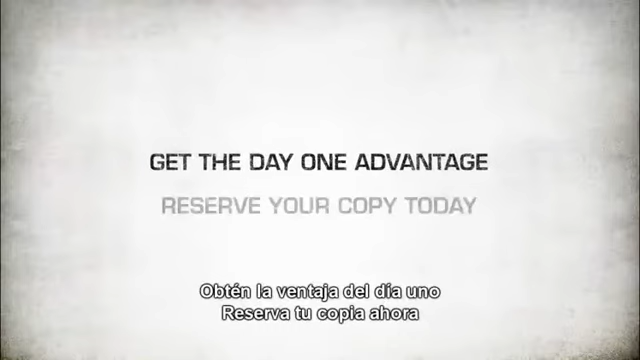 GET THE DAY ONE ADVANTAGE
RESERVE YOUR COPY TODAY
Obtén la ventaja del día uno
Reserva tu copia ahora